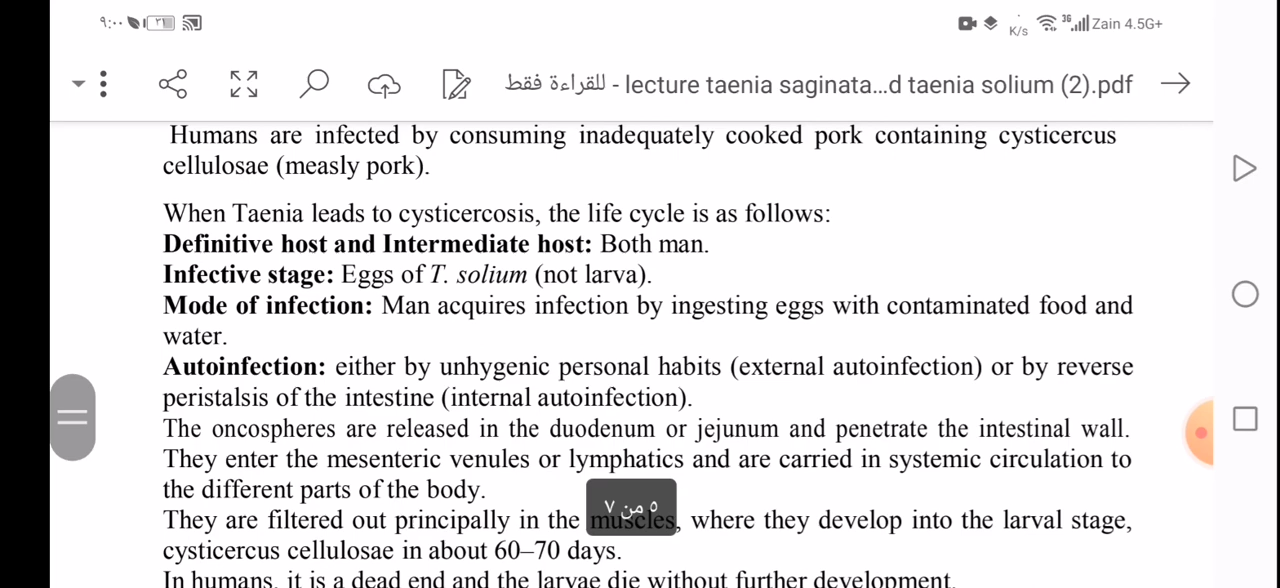 ٩:٠٠ ٣١ K/s 3G Zain 4.5G+
للقراءة فقط - lecture taenia saginata...d taenia solium (2).pdf
Humans are infected by consuming inadequately cooked pork containing cysticercus
cellulosae (measly pork).
When Taenia leads to cysticercosis, the life cycle is as follows:
Definitive host and Intermediate host: Both man.
Infective stage: Eggs of T. solium (not larva).
Mode of infection: Man acquires infection by ingesting eggs with contaminated food and
water.
Autoinfection: either by unhygenic personal habits (external autoinfection) or by reverse
peristalsis of the intestine (internal autoinfection).
The oncospheres are released in the duodenum or jejunum and penetrate the intestinal wall.
They enter the mesenteric venules or lymphatics and are carried in systemic circulation to
the different parts of the body.
٥ من ٧
They are filtered out principally in the muscles, where they develop into the larval stage,
cysticercus cellulosae in about 60–70 days.
In humans, it is a dead end and the larvae die without further development.